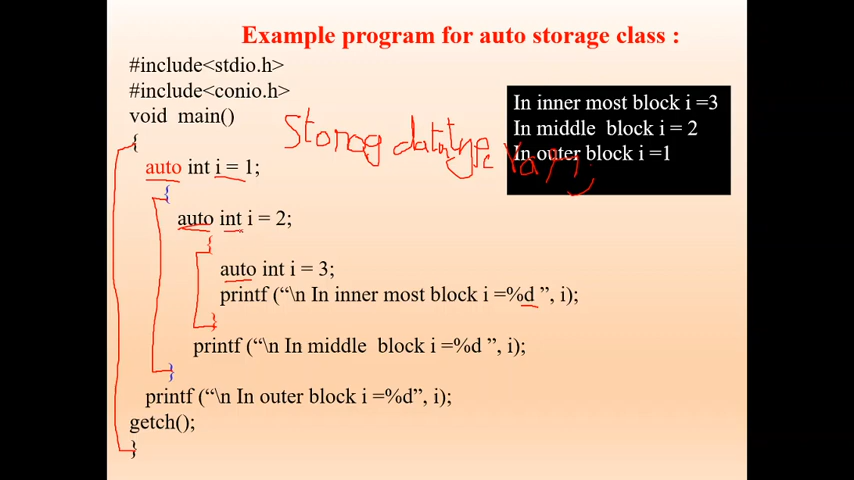 Example program for auto storage class :
#include<stdio.h>
#include<conio.h>
void main()
{
auto int i = 1;
{
auto int i = 2;
{
auto int i = 3;
printf (“\n In inner most block i =%d ”, i);
}
printf (“\n In middle block i =%d ”, i);
}
printf (“\n In outer block i =%d”, i);
getch();
}
In inner most block i =3
In middle block i = 2
In outer block i =1
Storag datatype